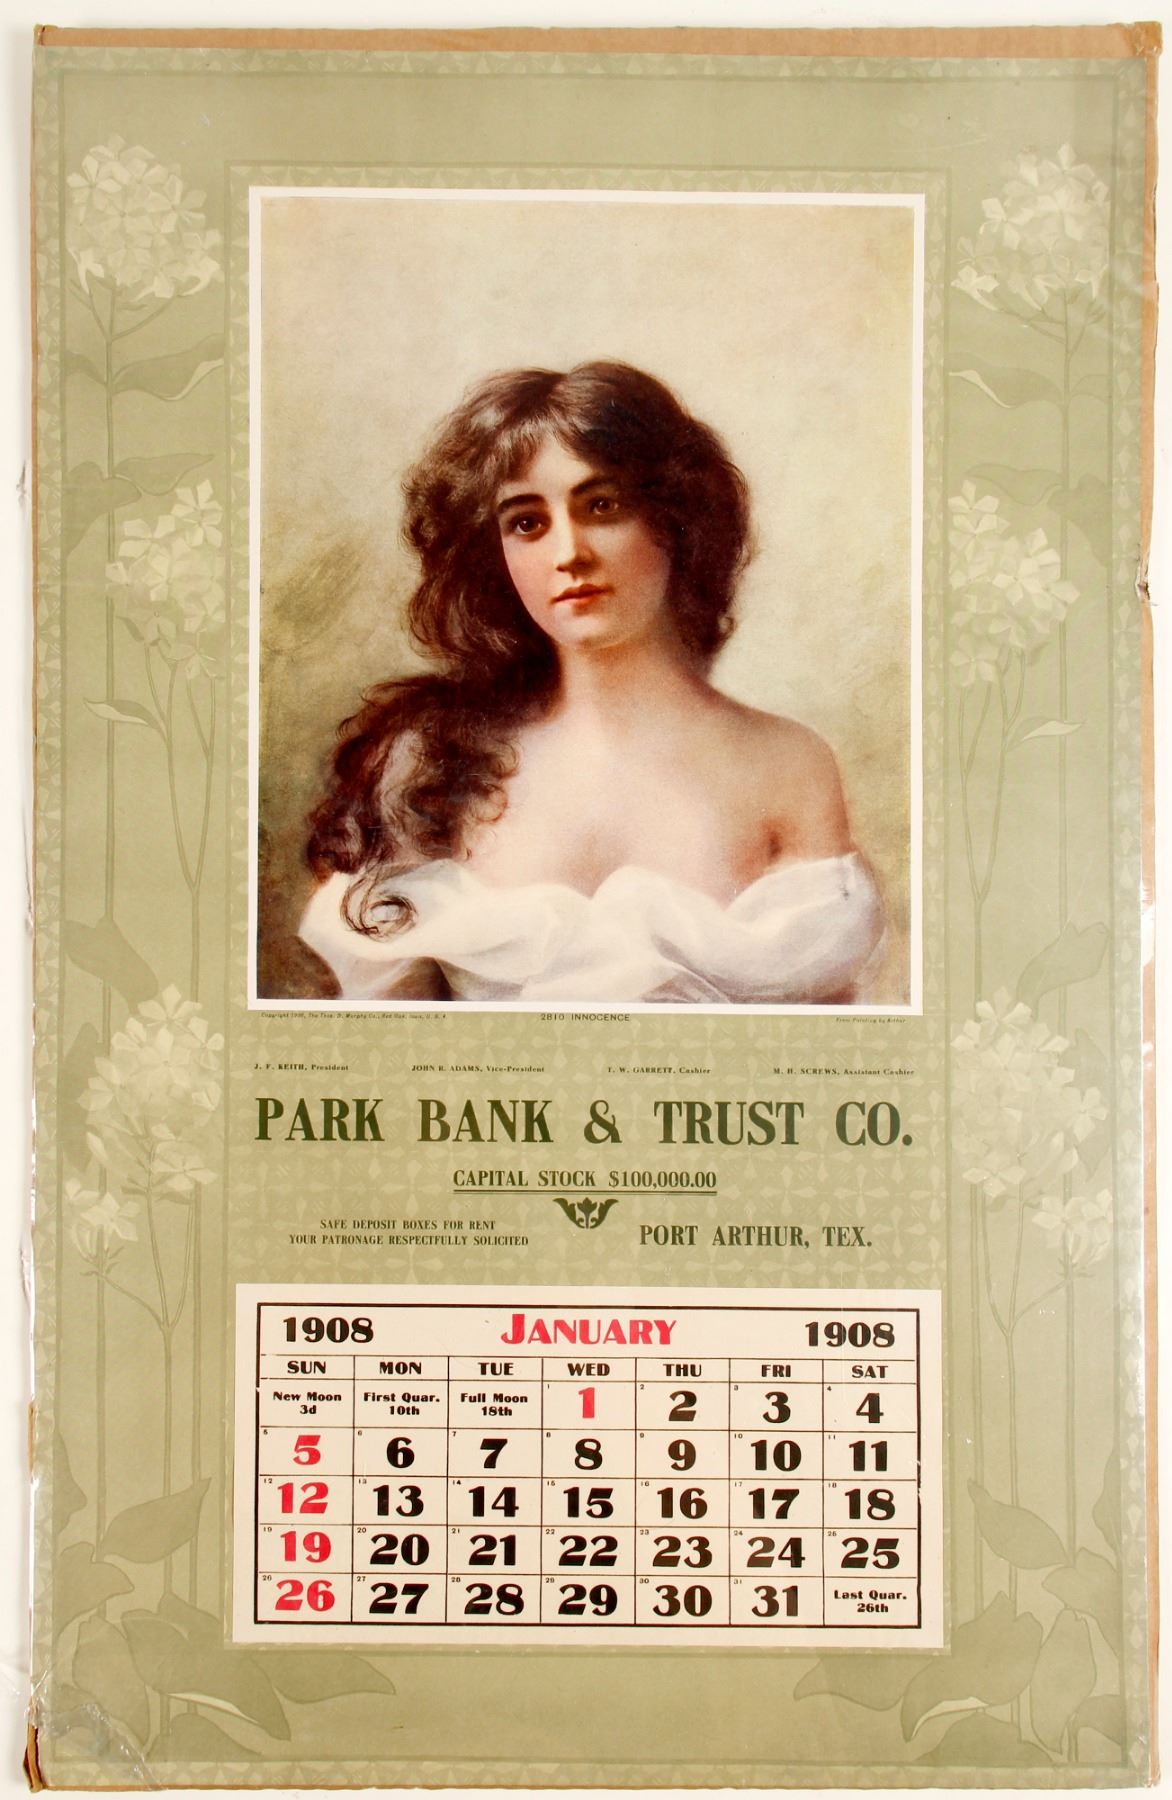 Copyright 1906, The Thos. D. Murphy Co., Red Oak, Iowa, U. S. A.
2810 INNOCENCE
From Painting by Asher
J. F. KEITH, President JOHN R. ADAMS, Vice-President T. W. GARRETT, Cashier M. H. SCREWS, Assistant Cashier
PARK BANK & TRUST CO.
CAPITAL STOCK $100,000.00
SAFE DEPOSIT BOXES FOR RENT
YOUR PATRONAGE RESPECTFULLY SOLICITED
PORT ARTHUR, TEX.
1908 JANUARY 1908
SUN MON TUE WED THU FRI SAT
New Moon 3d First Quar. 10th Full Moon 18th 1 2 3 4
5 6 7 8 9 10 11
12 13 14 15 16 17 18
19 20 21 22 23 24 25
26 27 28 29 30 31 Last Quar. 26th